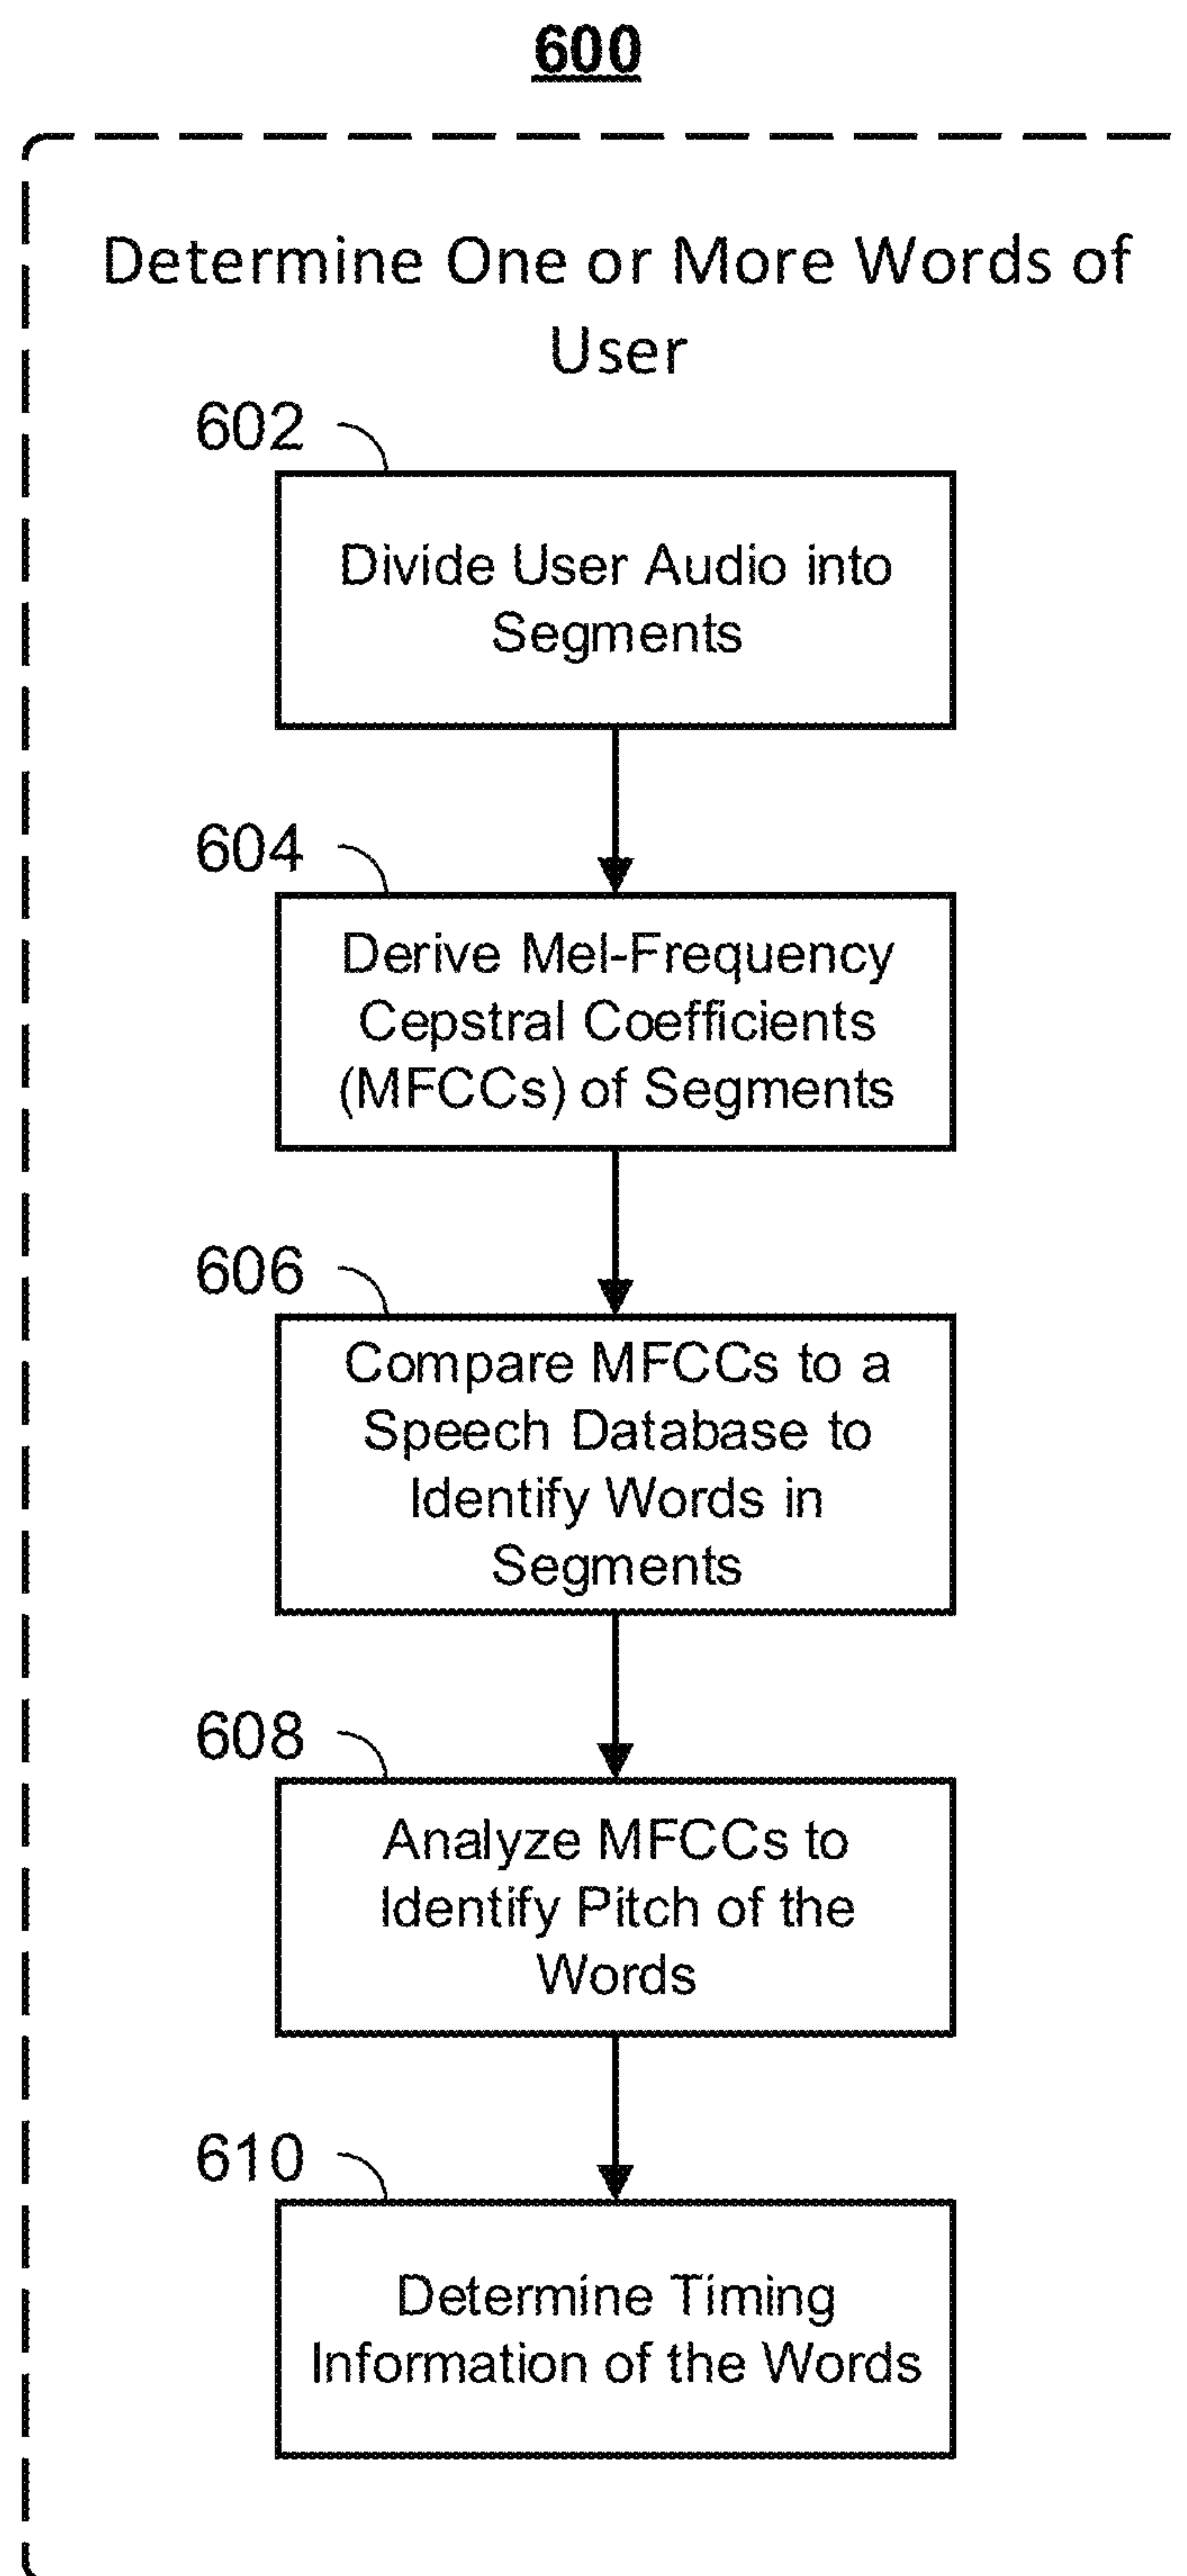 600
Determine One or More Words of
User
602
Divide User Audio into
Segments
604
Derive Mel-Frequency
Cepstral Coefficients
(MFCCs) of Segments
606
Compare MFCCs to a
Speech Database to
Identify Words in
Segments
608
Analyze MFCCs to
Identify Pitch of the
Words
610
Determine Timing
Information of the Words